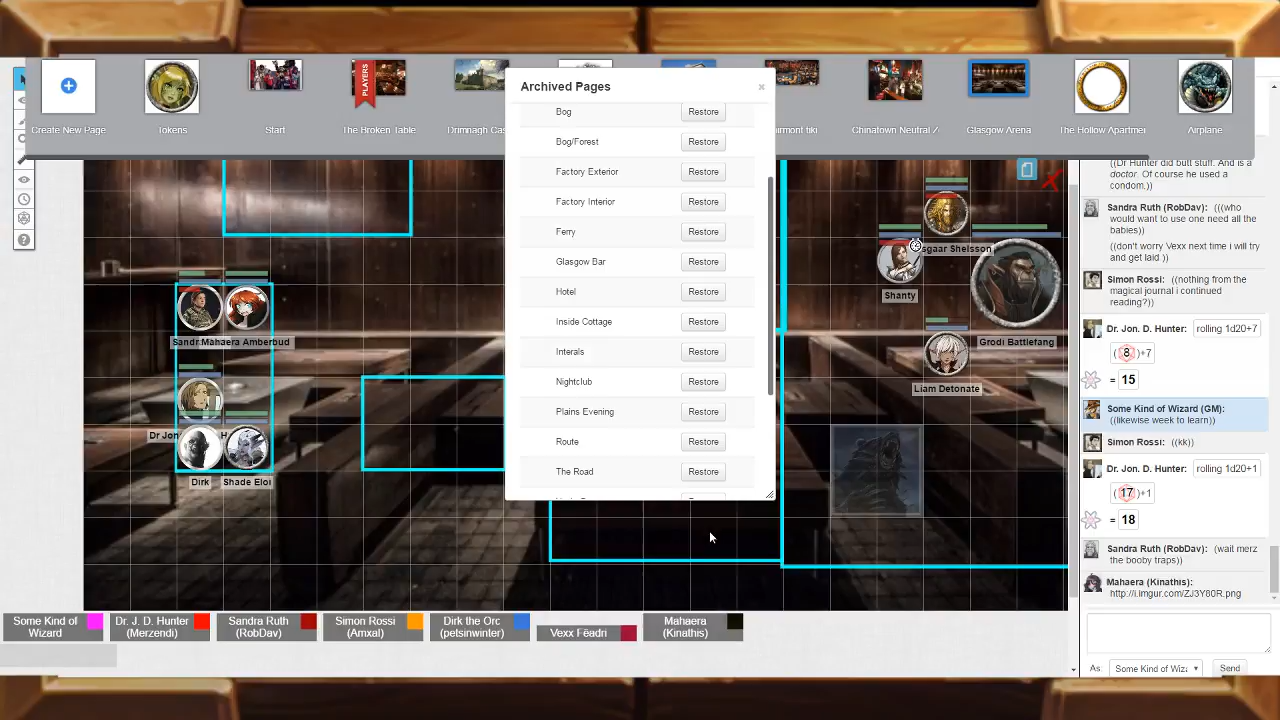 Create New Page
Tokens
Start
PLAYERS
The Broken Table
Drimnagh Cas
irmont tiki
Chinatown Neutral
Glasgow Arena
The Hollow Apartmei
Airplane
Archived Pages
×
Bog
Restore
Bog/Forest
Restore
Factory Exterior
Restore
Factory Interior
Restore
Ferry
Restore
Glasgow Bar
Restore
Hotel
Restore
Inside Cottage
Restore
Interals
Restore
Nightclub
Restore
Plains Evening
Restore
Route
Restore
The Road
Restore
Sandr
Mahaera Amberbud
Dr Jon
H
Dirk
Shade Eloi
sgaar Shelsson
Shanty
Grodi Battlefang
Liam Detonate
((Dr Hunter did butt stuff. And is a
doctor. Of course he used a
condom.))
Sandra Ruth (RobDav): (((who
would want to use one need all the
babies))
((don't worry Vexx next time i will try
and get laid ))
Simon Rossi: ((nothing from the
magical journal i continued
reading?))
Dr. Jon. D. Hunter: rolling 1d20+7
(8)+7
= 15
Some Kind of Wizard (GM):
((likewise week to learn))
Simon Rossi: ((kk))
Dr. Jon. D. Hunter: rolling 1d20+1
(17)+1
= 18
Sandra Ruth (RobDav): (wait merz
the booby traps))
Mahaera (Kinathis):
http://i.imgur.com/ZJ3Y80R.png
Some Kind of
Wizard
Dr. J. D. Hunter
(Merzendi)
Sandra Ruth
(RobDav)
Simon Rossi
(Amxal)
Dirk the Orc
(petsinwinter)
Vexx Fëadri
Mahaera
(Kinathis)
As
Some Kind of Wiz
Send